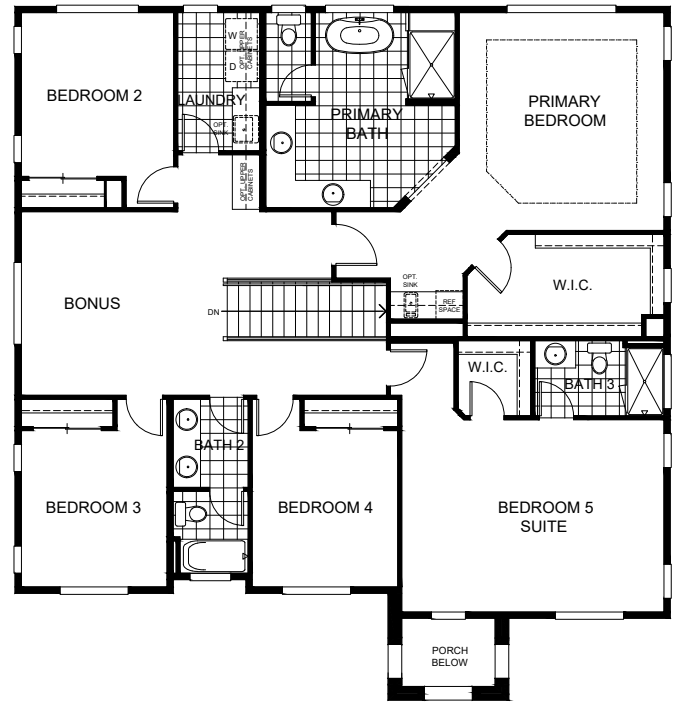 W
D
OPT. UPPER
CABINETS
BEDROOM 2
LAUNDRY
PRIMARY
BATH
PRIMARY
BEDROOM
OPT.
SINK
OPT. UPPER
CABINETS
OPT.
SINK
REF
SPACE
W.I.C.
BONUS
DN
W.I.C.
BATH 3
BATH 2
BEDROOM 3
BEDROOM 4
BEDROOM 5
SUITE
PORCH
BELOW